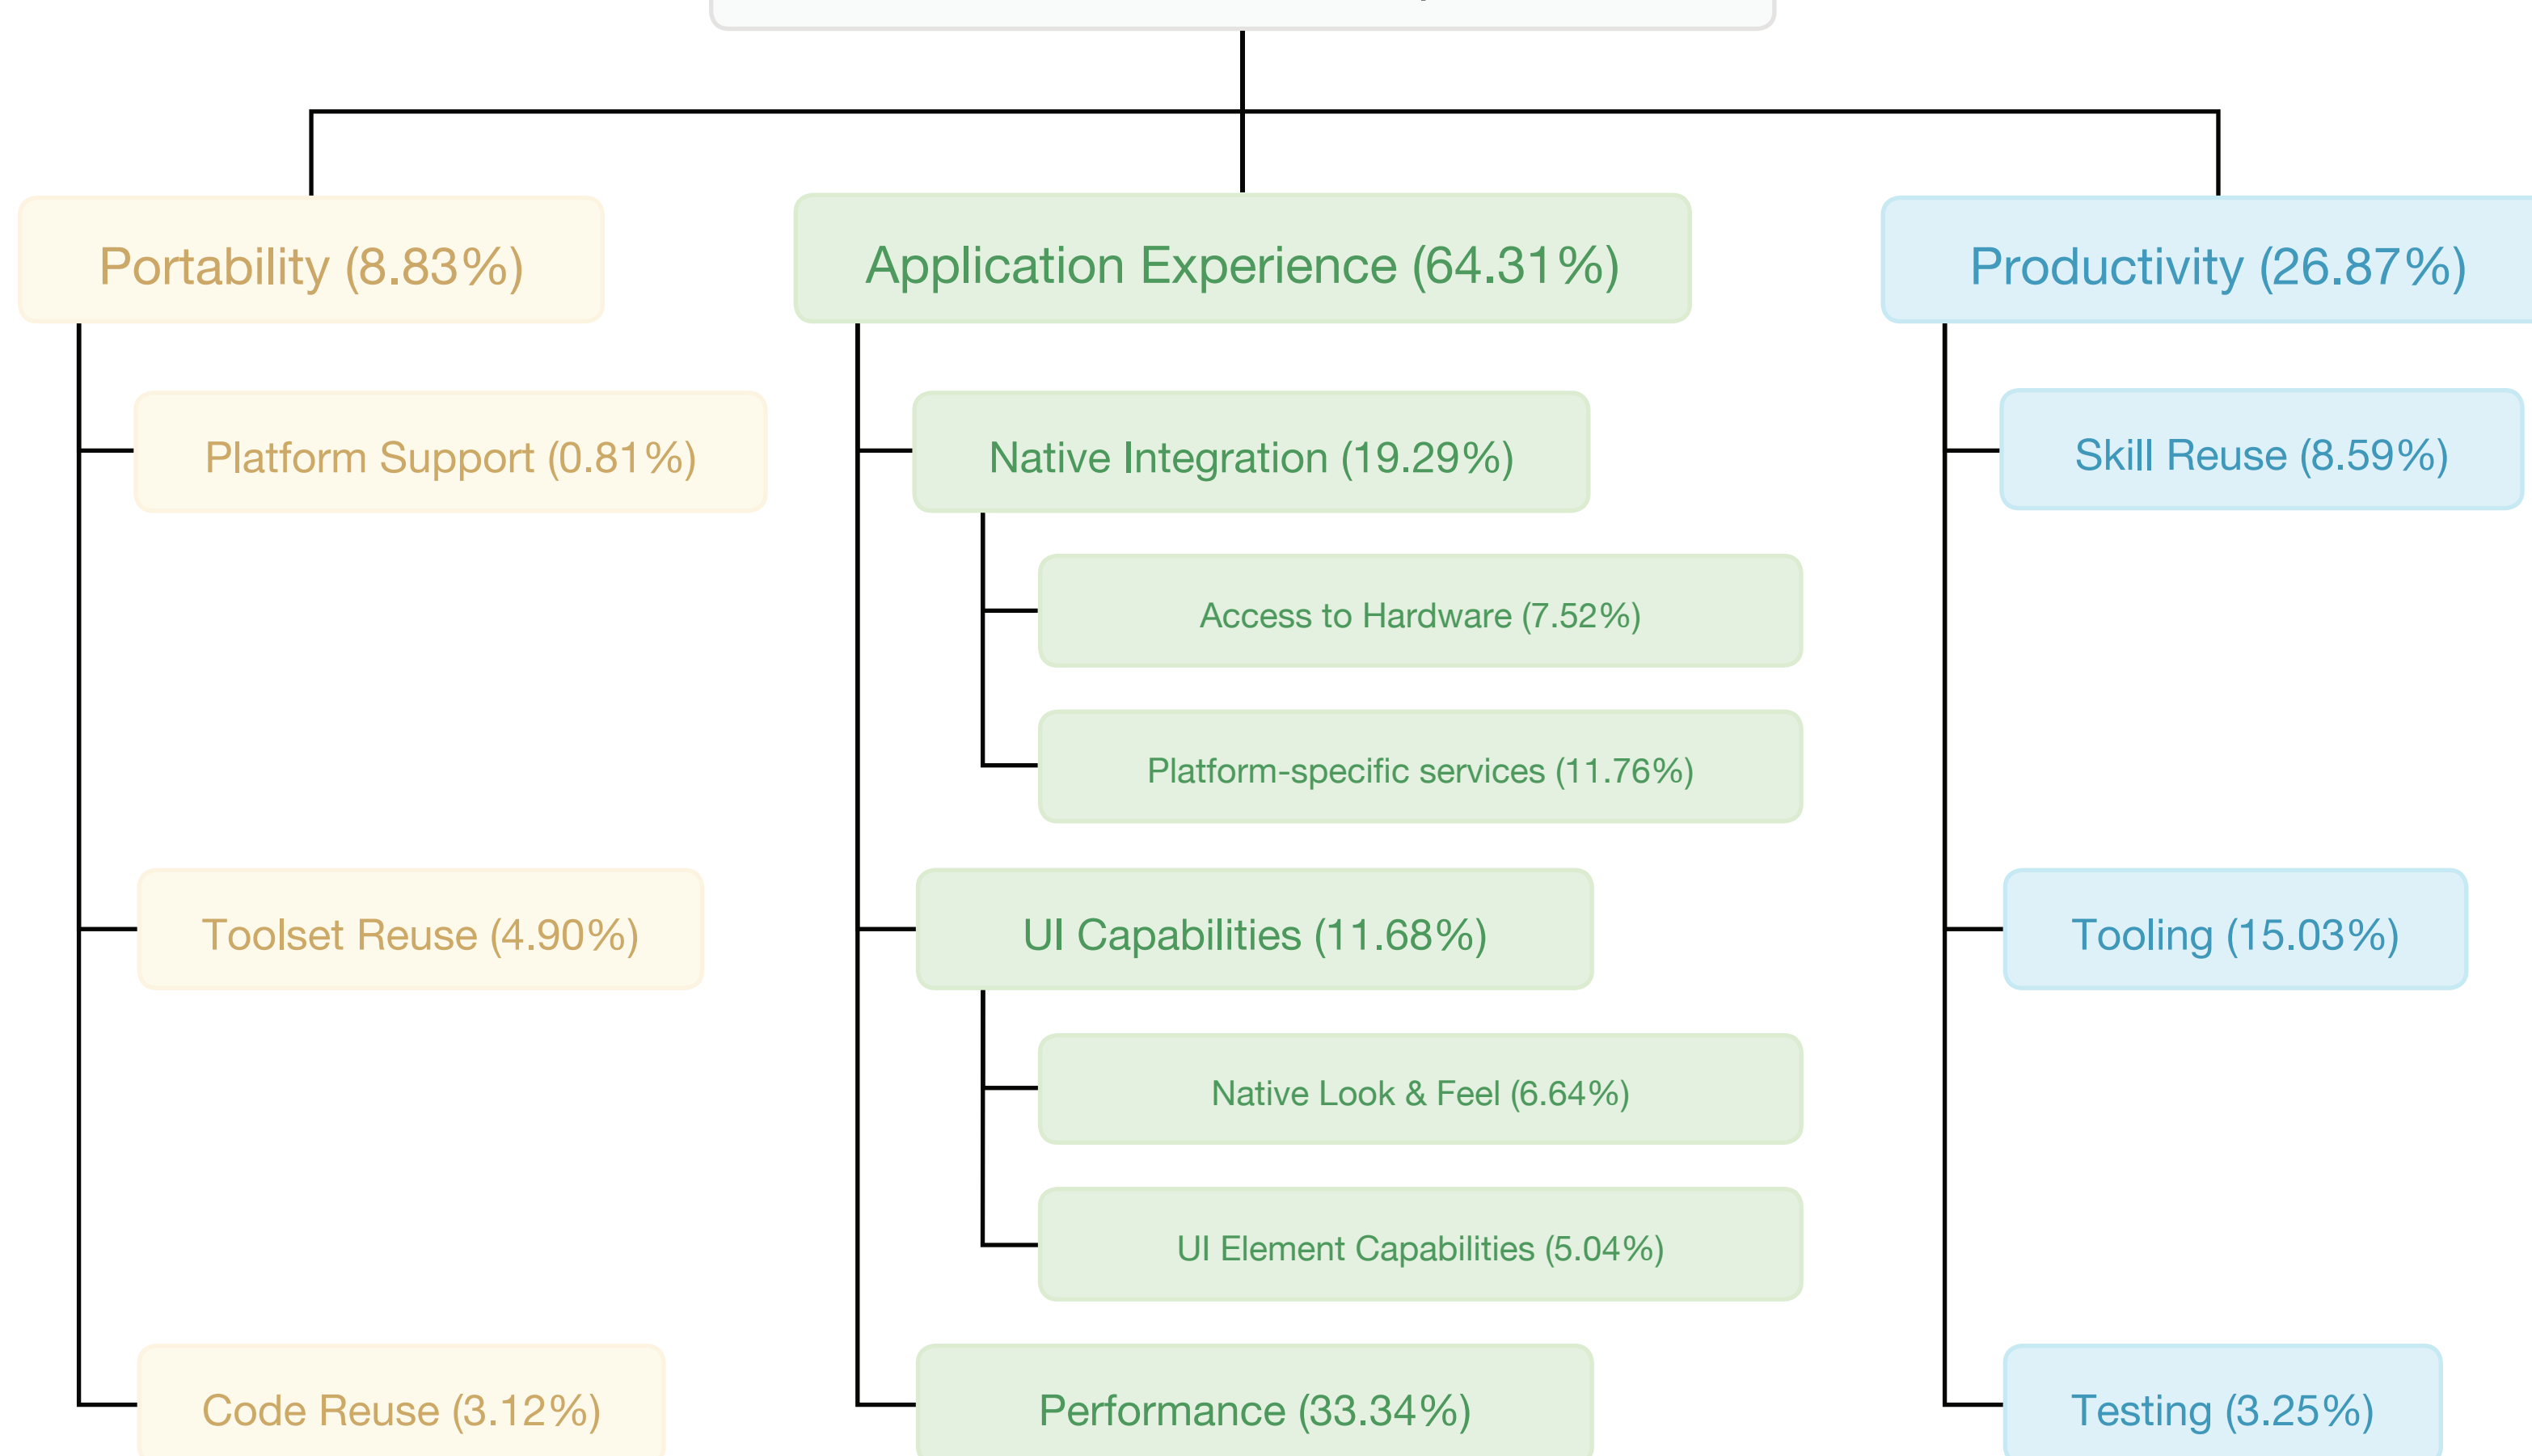 Portability (8.83%)
Application Experience (64.31%)
Productivity (26.87%)
Platform Support (0.81%)
Native Integration (19.29%)
Skill Reuse (8.59%)
Access to Hardware (7.52%)
Platform-specific services (11.76%)
Toolset Reuse (4.90%)
UI Capabilities (11.68%)
Tooling (15.03%)
Native Look & Feel (6.64%)
UI Element Capabilities (5.04%)
Code Reuse (3.12%)
Performance (33.34%)
Testing (3.25%)